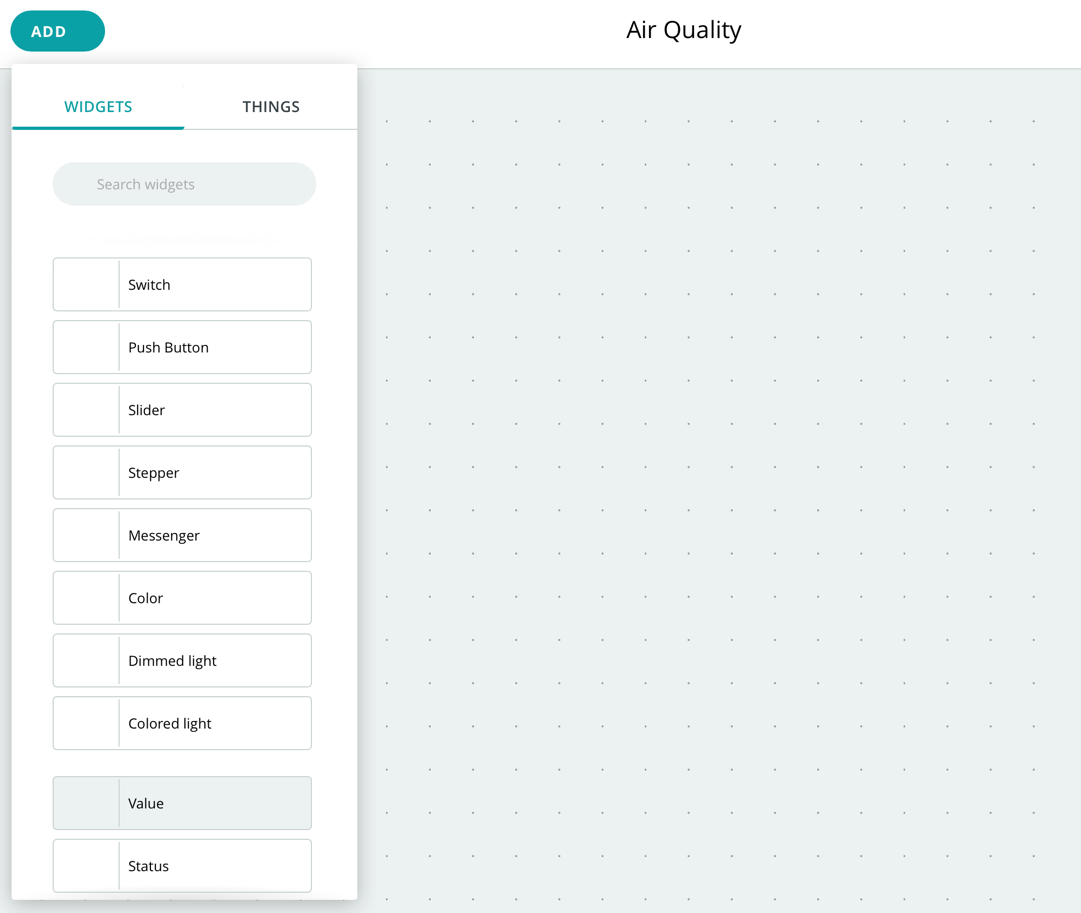 ADD
Air Quality
WIDGETS
THINGS
Search widgets
Switch
Push Button
Slider
Stepper
Messenger
Color
Dimmed light
Colored light
Value
Status